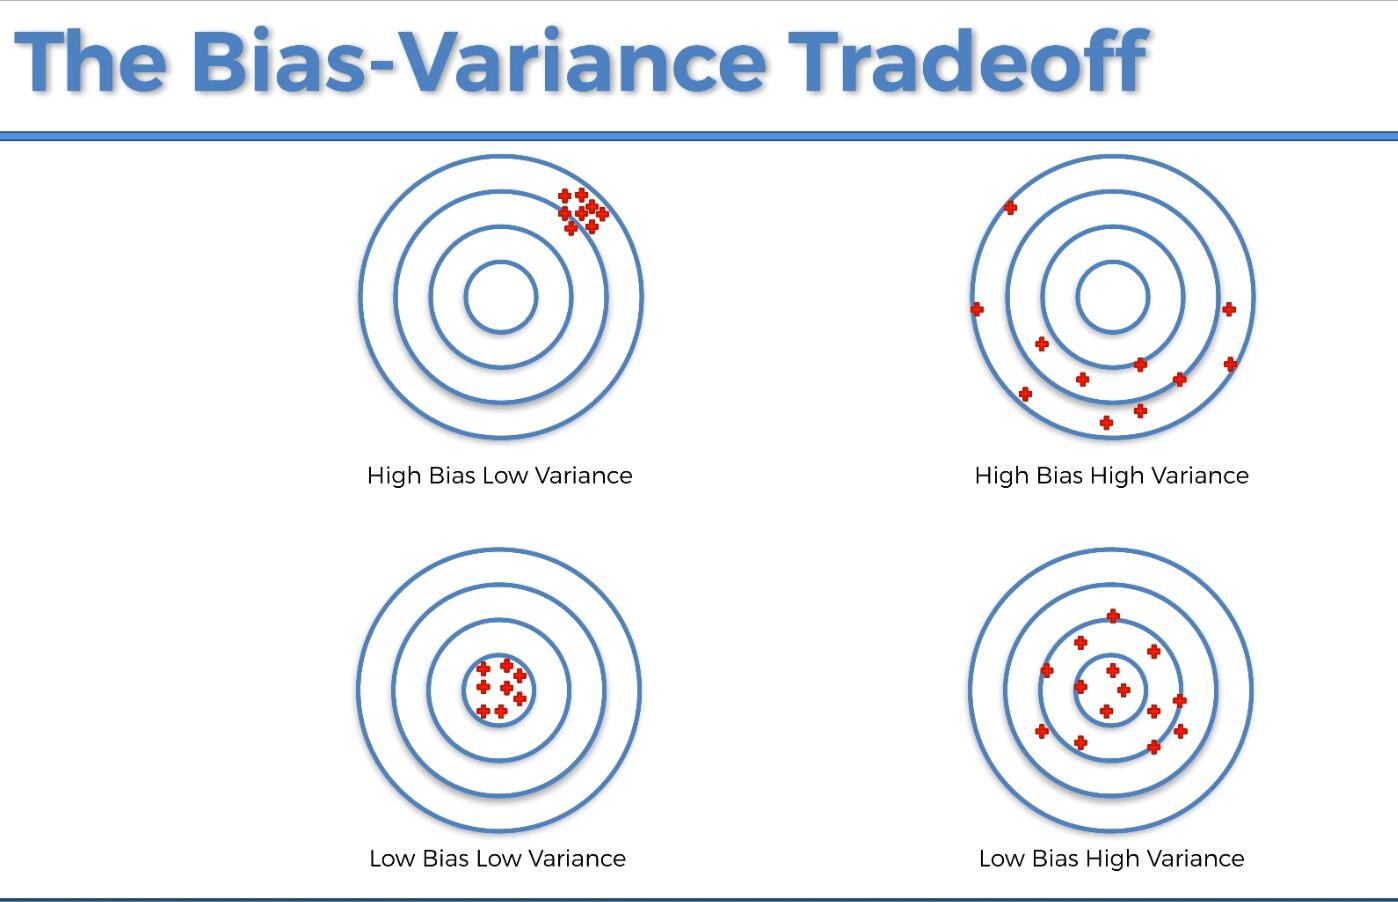 The Bias-Variance Tradeoff
High Bias Low Variance
High Bias High Variance
Low Bias Low Variance
Low Bias High Variance